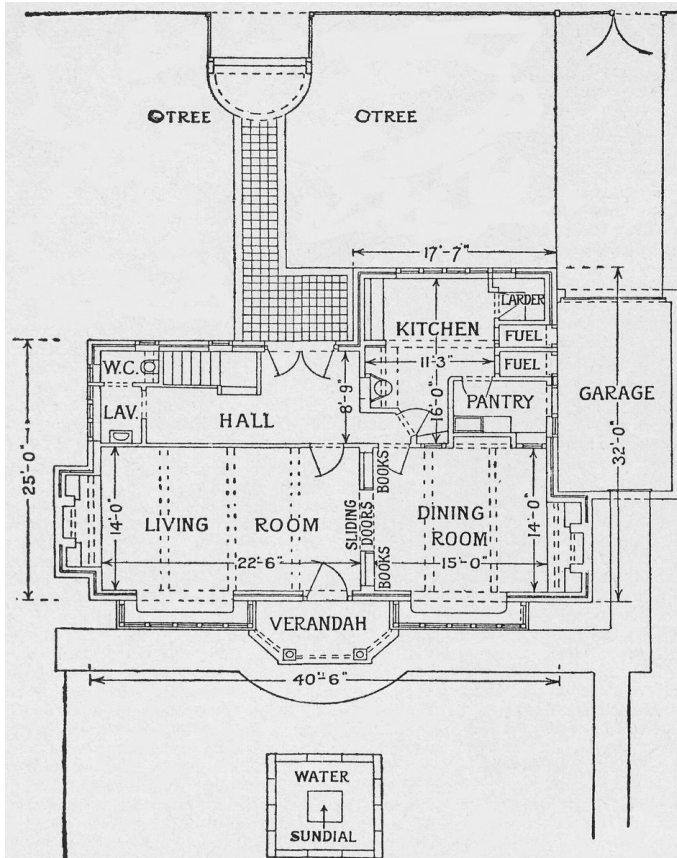 TREE
TREE
17'-7"
LARDER
KITCHEN
FUEL
11'-3"
FUEL
W.C.
8'-9"
16'-0"
PANTRY
GARAGE
LAV.
HALL
25'-0"
32'-0"
BOOKS
14'-0"
LIVING ROOM
SLIDING
DOORS
DINING
ROOM
14'-0"
22'-6"
15'-0"
BOOKS
VERANDAH
40'-6"
WATER
SUNDIAL